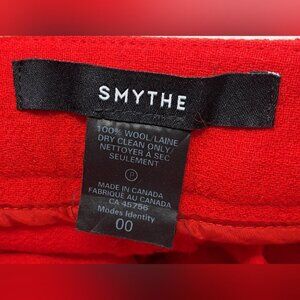 SMYTHE
100% WOOL/LAINE
DRY CLEAN ONLY/
NETTOYER A SEC
SEULEMENT
P
MADE IN CANADA
FABRIQUE AU CANADA
CA 45756
Modes Identity
00